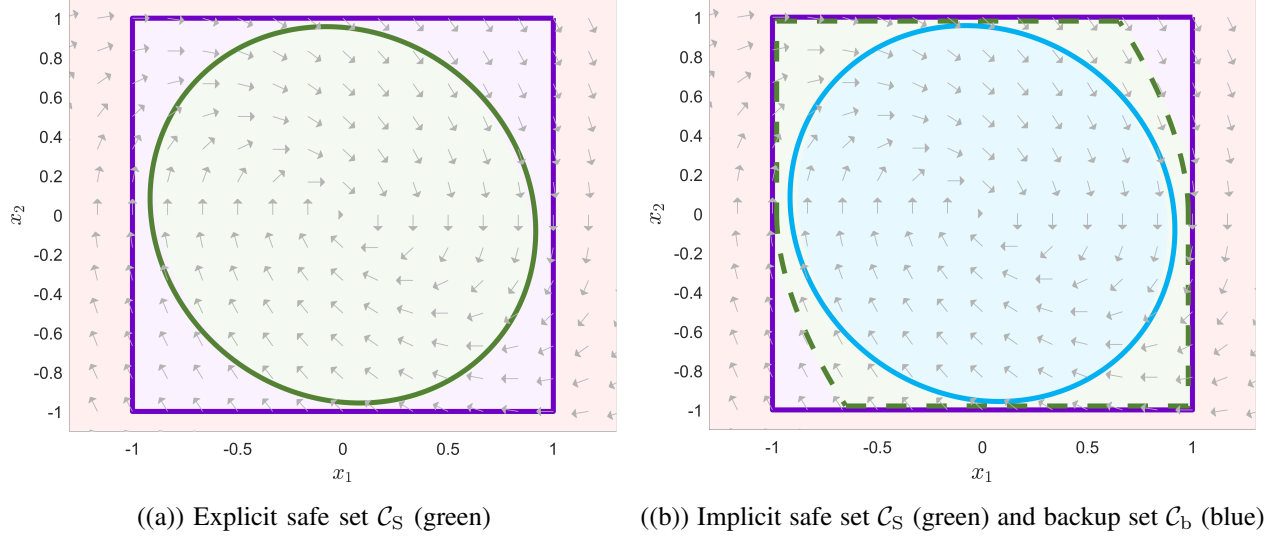 1
0.8
0.6
0.4
0.2
0
-0.2
-0.4
-0.6
-0.8
-1
x₂
-1 -0.5 0 0.5 1
x₁
((a)) Explicit safe set 𝒞_S (green)
1
0.8
0.6
0.4
0.2
0
-0.2
-0.4
-0.6
-0.8
-1
x₂
-1 -0.5 0 0.5 1
x₁
((b)) Implicit safe set 𝒞_S (green) and backup set 𝒞_b (blue)